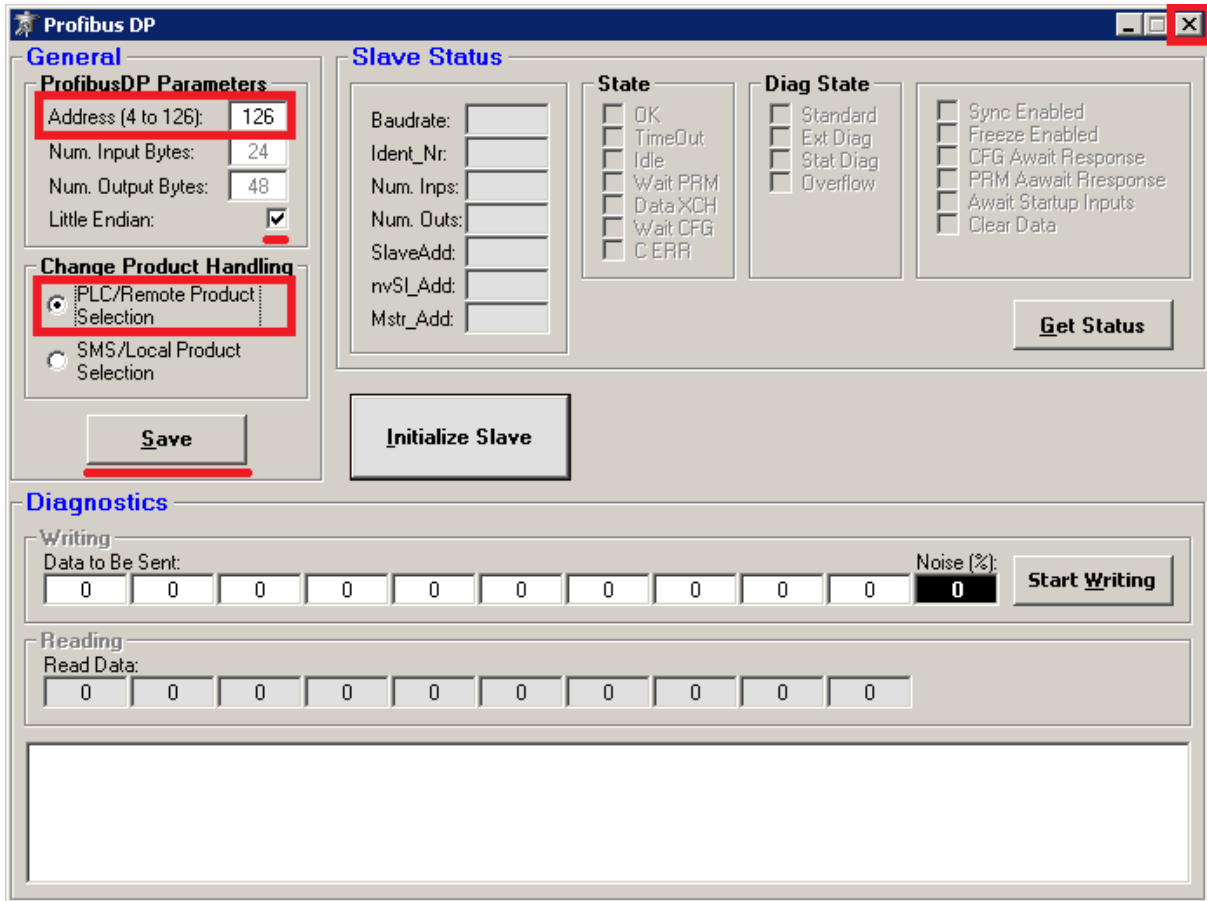 Profibus DP
General
ProfibusDP Parameters
Address (4 to 126): 126
Num. Input Bytes: 24
Num. Output Bytes: 48
Little Endian:
Change Product Handling
PLC/Remote Product
Selection
SMS/Local Product
Selection
Save
Slave Status
Baudrate:
Ident_Nr:
Num. Inps:
Num. Outs:
SlaveAdd:
nvSl_Add:
Mstr_Add:
State
OK
TimeOut
Idle
Wait PRM
Data XCH
Wait CFG
C ERR
Diag State
Standard
Ext Diag
Stat Diag
Overflow
Sync Enabled
Freeze Enabled
CFG Await Response
PRM Aawait Rresponse
Await Startup Inputs
Clear Data
Get Status
Initialize Slave
Diagnostics
Writing
Data to Be Sent: Noise (%):
0 0 0 0 0 0 0 0 0 0 0
Start Writing
Reading
Read Data:
0 0 0 0 0 0 0 0 0 0